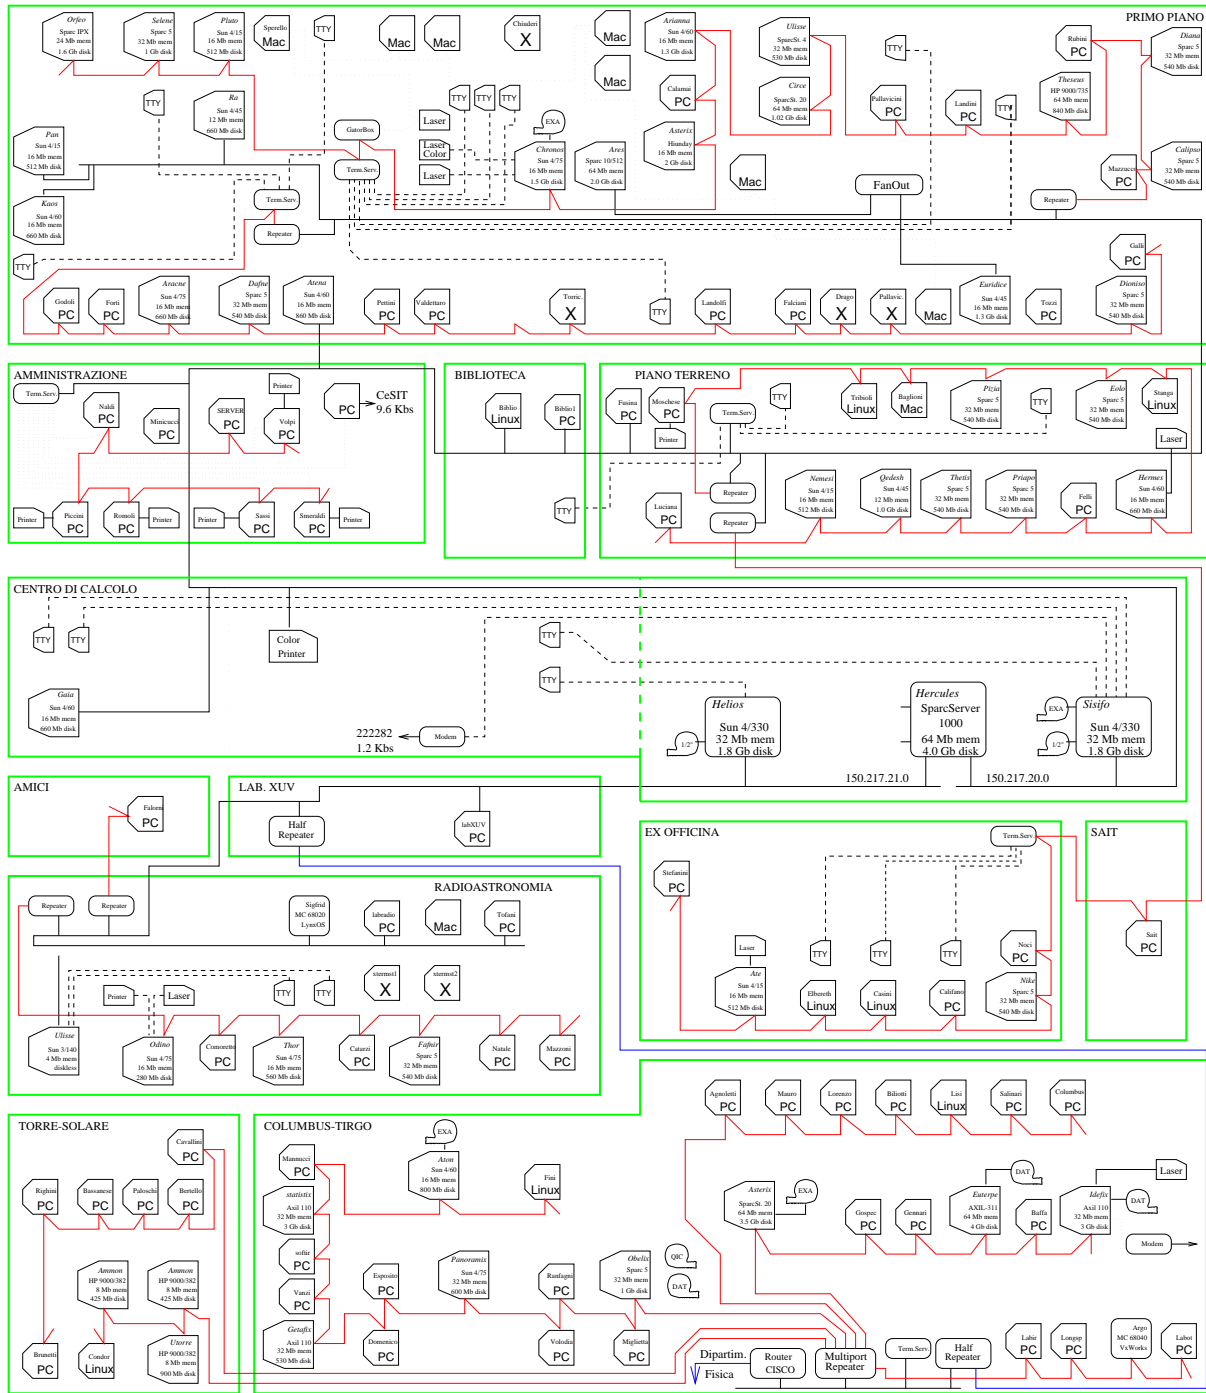 PRIMO PIANO
Orfeo
Sparc IPX
24 Mb mem
1.6 Gb disk
Selene
Sparc 5
32 Mb mem
1 Gb disk
Pluto
Sun 4/15
16 Mb mem
512 Mb disk
Sperello
Mac
TTY
Mac
Mac
Chiuderi
X
Mac
Mac
Arianna
Sun 4/60
16 Mb mem
1.3 Gb disk
Ulisse
SparcSt. 4
32 Mb mem
530 Mb disk
TTY
Rubini
PC
Diana
Sparc 5
32 Mb mem
540 Mb disk
TTY
Ra
Sun 4/45
12 Mb mem
660 Mb disk
TTY
TTY
TTY
Calamai
PC
Circe
SparcSt. 20
64 Mb mem
1.02 Gb disk
Pallavicini
PC
Landini
PC
TTY
Theseus
HP 9000/735
64 Mb mem
840 Mb disk
Pan
Sun 4/15
16 Mb mem
512 Mb disk
GatorBox
Laser
Laser
Color
Laser
EXA
Chronos
Sun 4/75
16 Mb mem
1.5 Gb disk
Ares
Sparc 10/512
64 Mb mem
2.0 Gb disk
Asterix
Hiunday
16 Mb mem
2 Gb disk
Mac
FanOut
Mazzucco
PC
Calipso
Sparc 5
32 Mb mem
540 Mb disk
Term.Serv.
Kaos
Sun 4/60
16 Mb mem
660 Mb disk
Term.Serv.
Repeater
Repeater
TTY
Galli
PC
Godoli
PC
Forti
PC
Aracne
Sun 4/75
16 Mb mem
660 Mb disk
Dafne
Sparc 5
32 Mb mem
540 Mb disk
Atena
Sun 4/60
16 Mb mem
860 Mb disk
Pettini
PC
Valdettaro
PC
Torric.
X
TTY
Landolfi
PC
Falciani
PC
Drago
X
Pallavic.
X
Mac
Euridice
Sun 4/45
16 Mb mem
1.3 Gb disk
Tozzi
PC
Dioniso
Sparc 5
32 Mb mem
540 Mb disk
AMMINISTRAZIONE
Term.Serv.
Naldi
PC
Minicucci
PC
SERVER
PC
Printer
Volpi
PC
PC
CeSIT
9.6 Kbs
Printer
Piccini
PC
Romoli
PC
Printer
Printer
Sassi
PC
Smeraldi
PC
Printer
BIBLIOTECA
Biblio
Linux
Biblio1
PC
TTY
PIANO TERRENO
Fusina
PC
Moschese
PC
Printer
Term.Serv.
TTY
Tribioli
Linux
Baglioni
Mac
Pizia
Sparc 5
32 Mb mem
540 Mb disk
TTY
Eolo
Sparc 5
32 Mb mem
540 Mb disk
Stanga
Linux
Laser
Repeater
Repeater
Luciana
PC
Nemesi
Sun 4/15
16 Mb mem
512 Mb disk
Qedesh
Sun 4/45
12 Mb mem
1.0 Gb disk
Thetis
Sparc 5
32 Mb mem
540 Mb disk
Priapo
Sparc 5
32 Mb mem
540 Mb disk
Felli
PC
Hermes
Sun 4/60
16 Mb mem
660 Mb disk
CENTRO DI CALCOLO
TTY
TTY
Color
Printer
TTY
TTY
Gaia
Sun 4/60
16 Mb mem
660 Mb disk
222282
1.2 Kbs
Modem
1/2"
Helios
Sun 4/330
32 Mb mem
1.8 Gb disk
Hercules
SparcServer
1000
64 Mb mem
4.0 Gb disk
EXA
1/2"
Sisifo
Sun 4/330
32 Mb mem
1.8 Gb disk
150.217.21.0
150.217.20.0
AMICI
Falorni
PC
LAB. XUV
Half
Repeater
labXUV
PC
EX OFFICINA
Term.Serv.
Stefanini
PC
Laser
Ate
Sun 4/15
16 Mb mem
512 Mb disk
TTY
TTY
TTY
Elbereth
Linux
Casini
Linux
Califano
PC
Noci
PC
Nike
Sparc 5
32 Mb mem
540 Mb disk
SAIT
Sait
PC
RADIOASTRONOMIA
Repeater
Repeater
Sigfrid
MC 68020
LynxOS
labradio
PC
Mac
Tofani
PC
Printer
Laser
TTY
TTY
xtermst1
X
xtermst2
X
Ulisse
Sun 3/140
4 Mb mem
diskless
Odino
Sun 4/75
16 Mb mem
280 Mb disk
Comoretto
PC
Thor
Sun 4/75
16 Mb mem
560 Mb disk
Catarzi
PC
Fafnir
Sparc 5
32 Mb mem
540 Mb disk
Natale
PC
Mazzoni
PC
TORRE-SOLARE
Cavallini
PC
Righini
PC
Bassanese
PC
Paloschi
PC
Bertello
PC
Ammon
HP 9000/382
8 Mb mem
425 Mb disk
Ammon
HP 9000/382
8 Mb mem
425 Mb disk
Brunetti
PC
Condor
Linux
Utorre
HP 9000/382
8 Mb mem
900 Mb disk
COLUMBUS-TIRGO
Agnoletti
PC
Mauro
PC
Lorenzo
PC
Biliotti
PC
Lisi
Linux
Salinari
PC
Columbus
PC
Mannucci
PC
EXA
Aton
Sun 4/60
16 Mb mem
800 Mb disk
Fini
Linux
statistix
Axil 110
32 Mb mem
3 Gb disk
Asterix
SparcSt. 20
64 Mb mem
3.5 Gb disk
EXA
Gospec
PC
Gennari
PC
Euterpe
AXIL-311
64 Mb mem
4 Gb disk
DAT
Baffa
PC
Idefix
Axil 110
32 Mb mem
3 Gb disk
DAT
Laser
Modem
softir
PC
Vanzi
PC
Getafix
Axil 110
32 Mb mem
530 Mb disk
Esposito
PC
Domenico
PC
Panoramix
Sun 4/75
32 Mb mem
600 Mb disk
Ranfagni
PC
Volodia
PC
Obelix
Sparc 5
32 Mb mem
1 Gb disk
QIC
DAT
Miglietta
PC
Dipartim.
Fisica
Router
CISCO
Multiport
Repeater
Term.Serv.
Half
Repeater
Labir
PC
Longsp
PC
Argo
MC 68040
VxWorks
Labot
PC